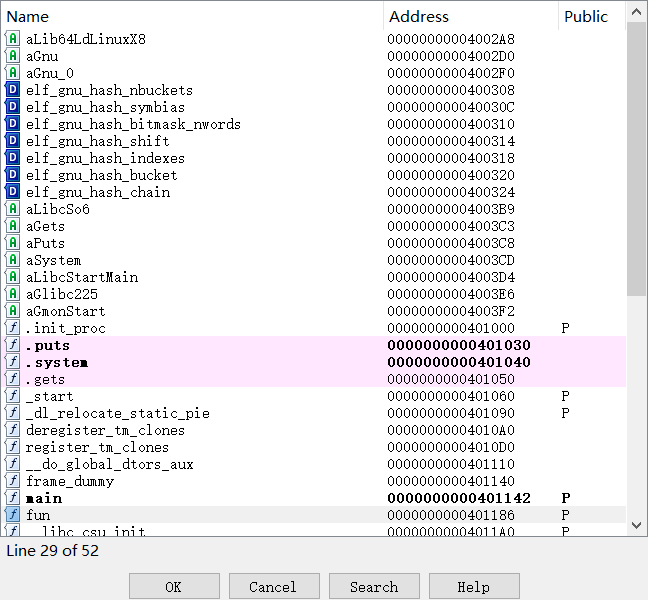 Name Address Public
aLib64LdLinuxX8 00000000004002A8
aGnu 00000000004002D0
aGnu_0 00000000004002F0
elf_gnu_hash_nbuckets 0000000000400308
elf_gnu_hash_symbias 000000000040030C
elf_gnu_hash_bitmask_nwords 0000000000400310
elf_gnu_hash_shift 0000000000400314
elf_gnu_hash_indexes 0000000000400318
elf_gnu_hash_bucket 0000000000400320
elf_gnu_hash_chain 0000000000400324
aLibcSo6 00000000004003B9
aGets 00000000004003C3
aPuts 00000000004003C8
aSystem 00000000004003CD
aLibcStartMain 00000000004003D4
aGlibc225 00000000004003E6
aGmonStart 00000000004003F2
.init_proc 0000000000401000 P
.puts 0000000000401030
.system 0000000000401040
.gets 0000000000401050
_start 0000000000401060 P
_dl_relocate_static_pie 0000000000401090 P
deregister_tm_clones 00000000004010A0
register_tm_clones 00000000004010D0
__do_global_dtors_aux 0000000000401110
frame_dummy 0000000000401140
main 0000000000401142 P
fun 0000000000401186 P
__libc_csu_init 00000000004011A0 P
Line 29 of 52
OK Cancel Search Help